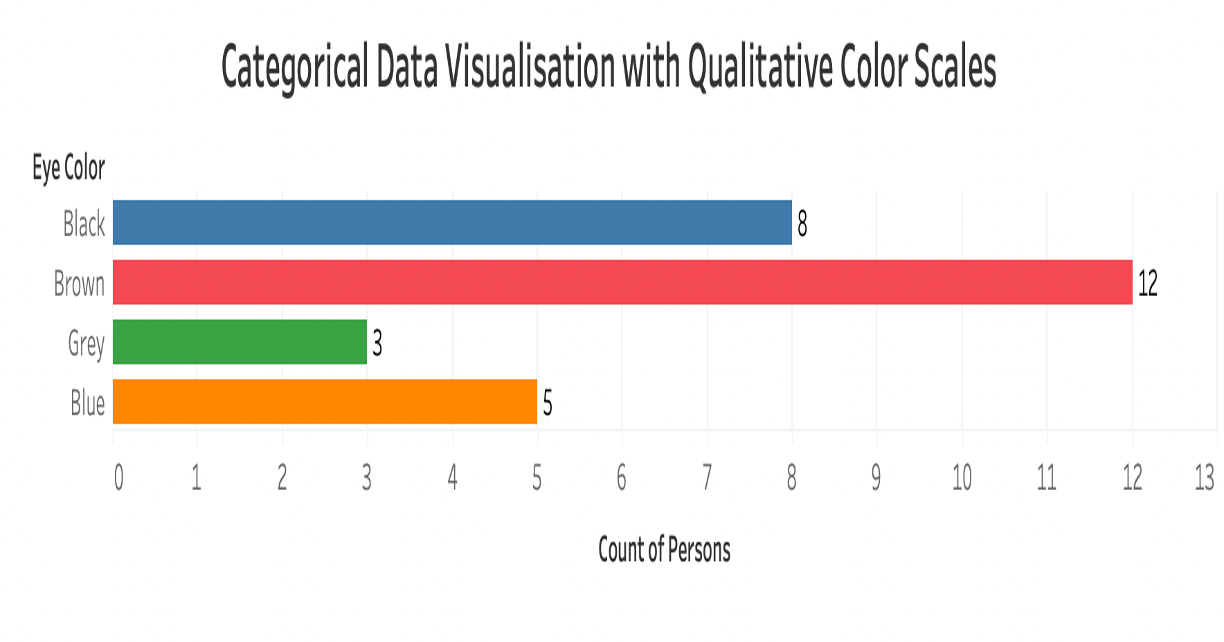 Categorical Data Visualisation with Qualitative Color Scales
Eye Color
Black 8
Brown 12
Grey 3
Blue 5
0 1 2 3 4 5 6 7 8 9 10 11 12 13
Count of Persons